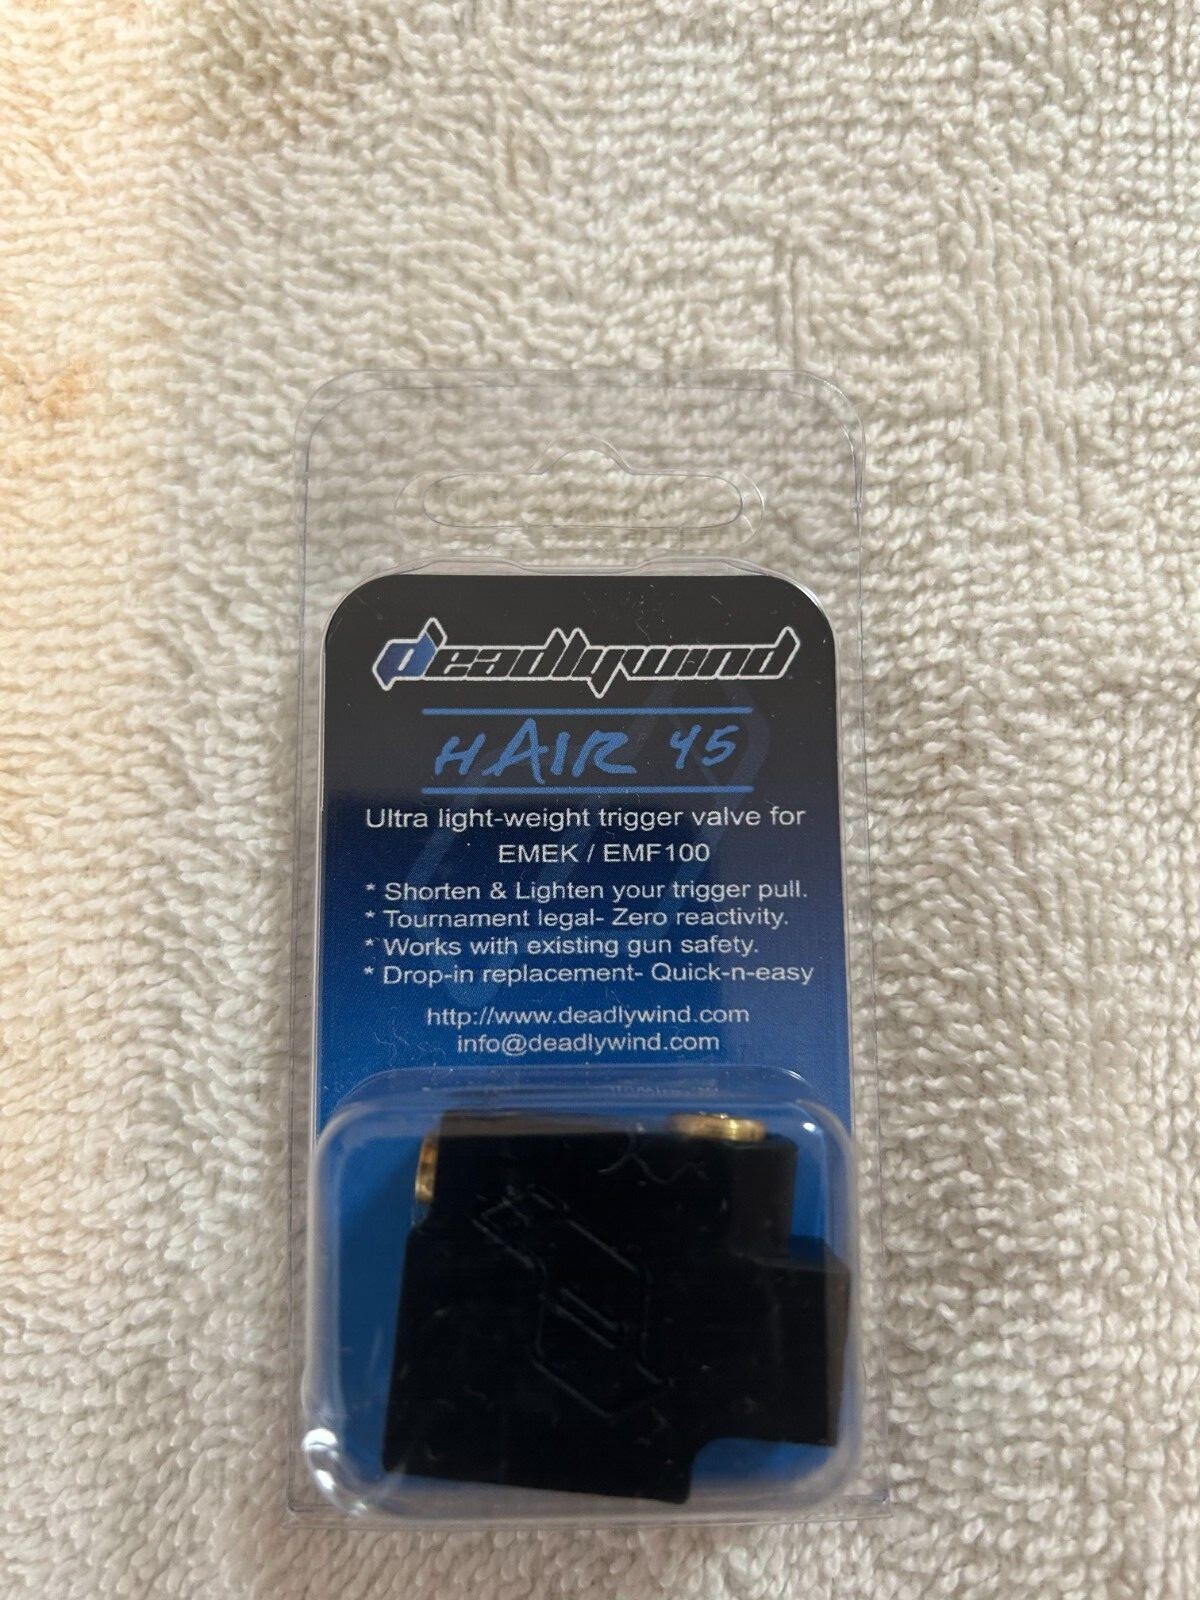 deadlywind
HAIR 45
Ultra light-weight trigger valve for
EMEK / EMF100
* Shorten & Lighten your trigger pull.
* Tournament legal- Zero reactivity.
* Works with existing gun safety.
* Drop-in replacement- Quick-n-easy
http://www.deadlywind.com
info@deadlywind.com